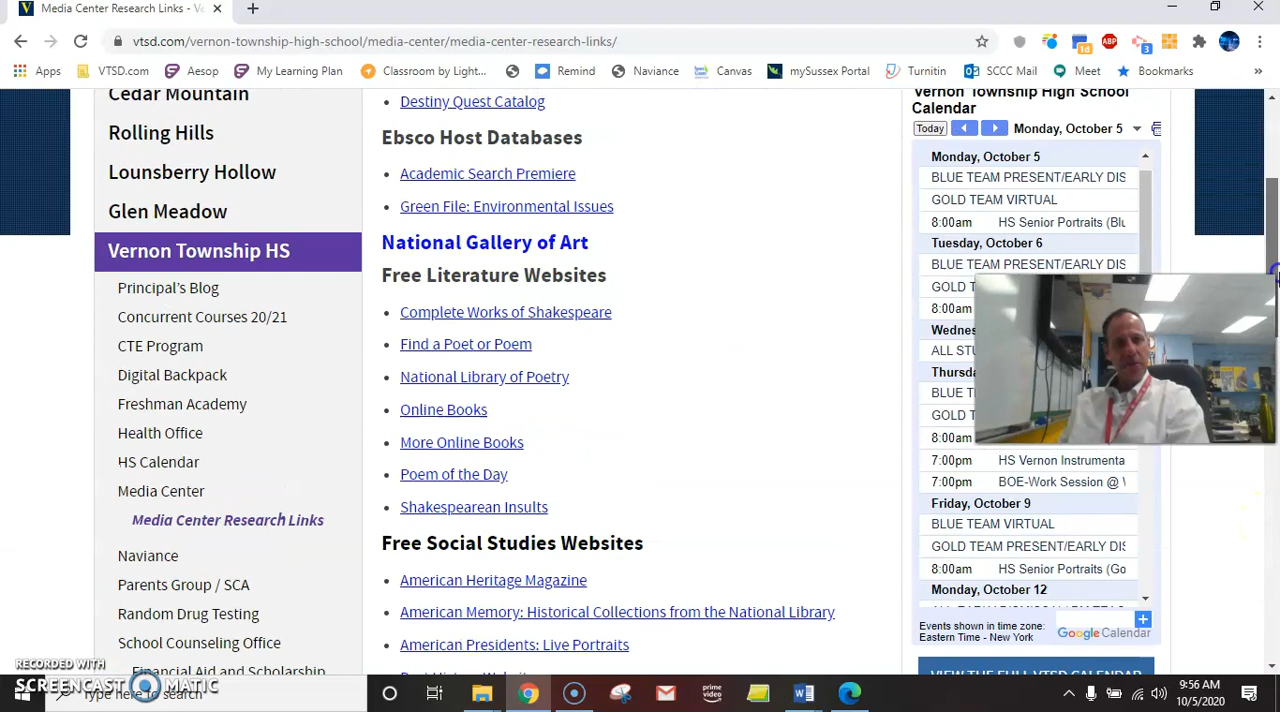 Media Center Research Links - Ve
vtsd.com/vernon-township-high-school/media-center/media-center-research-links/
ABP
1d
3
Apps
VTSD.com
Aesop
My Learning Plan
Classroom by Light...
Remind
Naviance
Canvas
mySussex Portal
Turnitin
SCCC Mail
Meet
Bookmarks
Cedar Mountain
Rolling Hills
Lounsberry Hollow
Glen Meadow
Vernon Township HS
Principal's Blog
Concurrent Courses 20/21
CTE Program
Digital Backpack
Freshman Academy
Health Office
HS Calendar
Media Center
Media Center Research Links
Naviance
Parents Group / SCA
Random Drug Testing
School Counseling Office
Financial Aid and Scholarship
Destiny Quest Catalog
Ebsco Host Databases
Academic Search Premiere
Green File: Environmental Issues
National Gallery of Art
Free Literature Websites
Complete Works of Shakespeare
Find a Poet or Poem
National Library of Poetry
Online Books
More Online Books
Poem of the Day
Shakespearean Insults
Free Social Studies Websites
American Heritage Magazine
American Memory: Historical Collections from the National Library
American Presidents: Live Portraits
Vernon Township High School
Calendar
Today
Monday, October 5
Monday, October 5
BLUE TEAM PRESENT/EARLY DIS
GOLD TEAM VIRTUAL
8:00am HS Senior Portraits (Blu
Tuesday, October 6
BLUE TEAM PRESENT/EARLY DIS
GOL
8:00am
Wednes
ALL STU
Thursda
BLUE T
GOLD T
8:00am
7:00pm HS Vernon Instrumenta
7:00pm BOE-Work Session @ V
Friday, October 9
BLUE TEAM VIRTUAL
GOLD TEAM PRESENT/EARLY DIS
8:00am HS Senior Portraits (Go
Monday, October 12
Events shown in time zone:
Eastern Time - New York
Google Calendar
VIEW THE FULL VTSD CALENDAR
RECORDED WITH
SCREENCAST MATIC
Type here to search
prime video
9:56 AM
10/5/2020